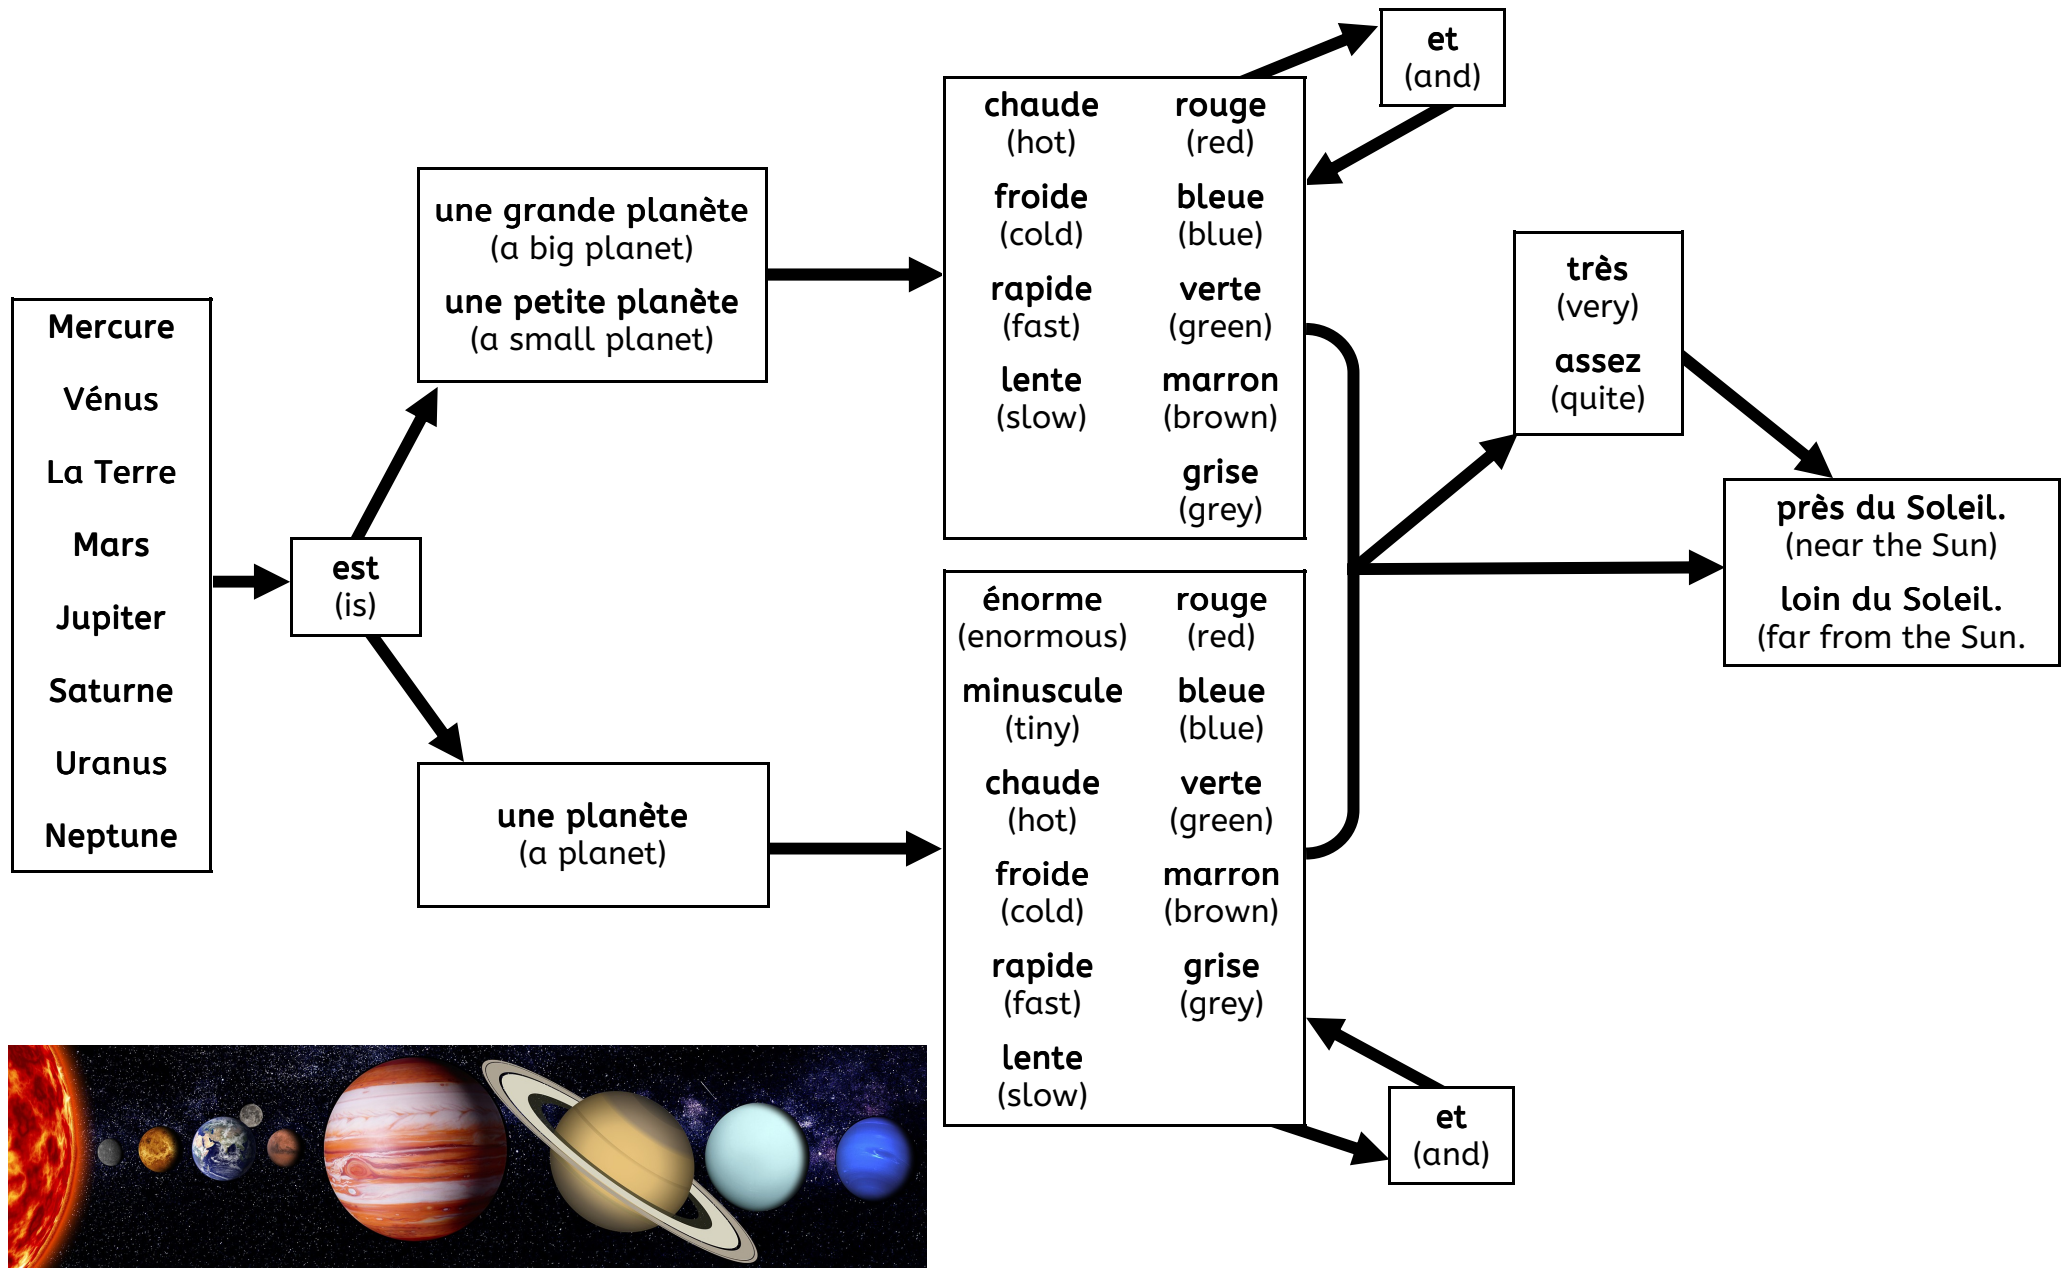 Mercure
Vénus
La Terre
Mars
Jupiter
Saturne
Uranus
Neptune
est
(is)
une grande planète
(a big planet)
une petite planète
(a small planet)
une planète
(a planet)
chaude rouge
(hot) (red)
froide bleue
(cold) (blue)
rapide verte
(fast) (green)
lente marron
(slow) (brown)
grise
(grey)
et
(and)
énorme rouge
(enormous) (red)
minuscule bleue
(tiny) (blue)
chaude verte
(hot) (green)
froide marron
(cold) (brown)
rapide grise
(fast) (grey)
lente
(slow)
et
(and)
très
(very)
assez
(quite)
près du Soleil.
(near the Sun)
loin du Soleil.
(far from the Sun.